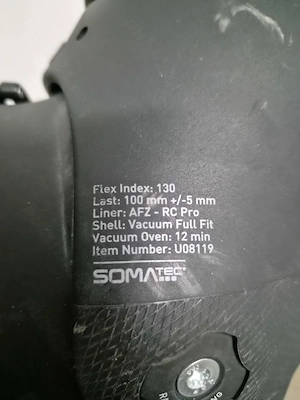 Flex Index: 130
Last: 100 mm +/-5 mm
Liner: AFZ - RC Pro
Shell: Vacuum Full Fit
Vacuum Oven: 12 min
Item Number: U08119
SOMATEC